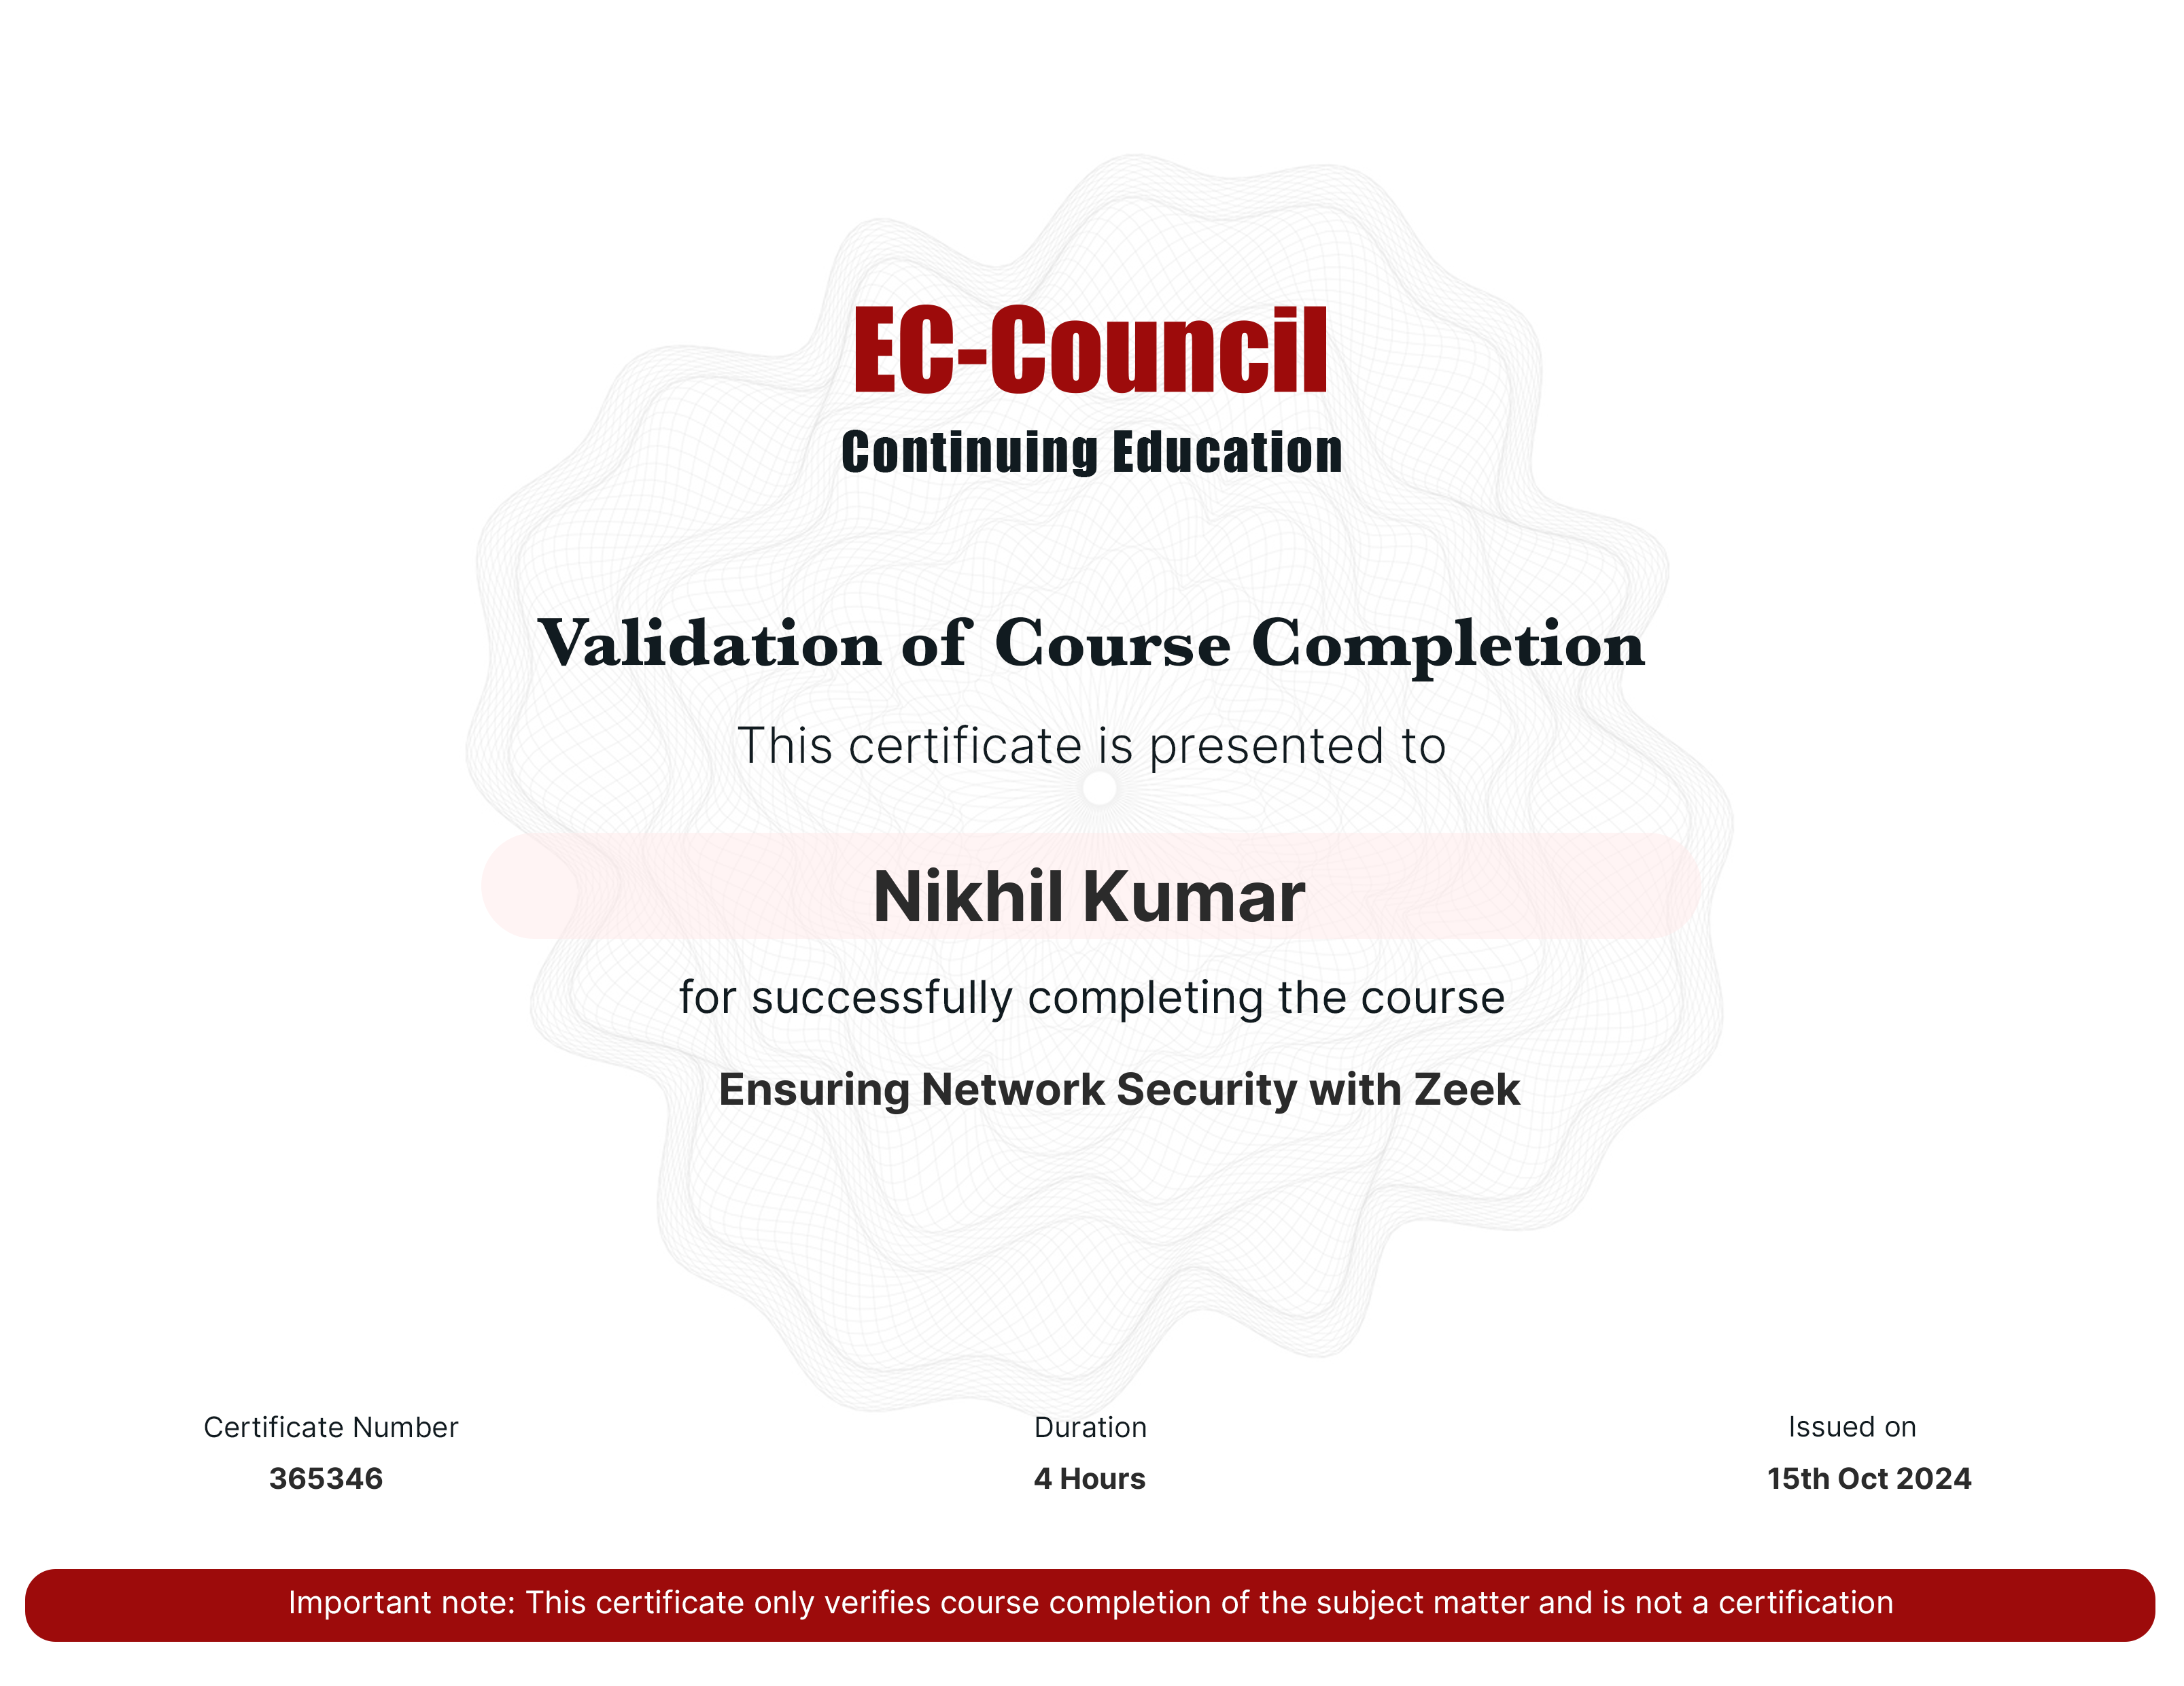 EC-Council
Continuing Education
Validation of Course Completion
This certificate is presented to
Nikhil Kumar
for successfully completing the course
Ensuring Network Security with Zeek
Certificate Number
365346
Duration
4 Hours
Issued on
15th Oct 2024
Important note: This certificate only verifies course completion of the subject matter and is not a certification